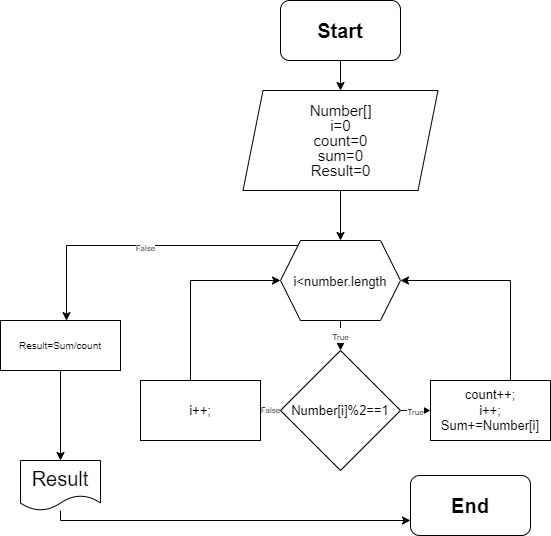 Start
Number[]
i=0
count=0
sum=0
Result=0
False
i<number.length
Result=Sum/count
True
i++;
False
Number[i]%2==1
True
count++;
i++;
Sum+=Number[i]
Result
End